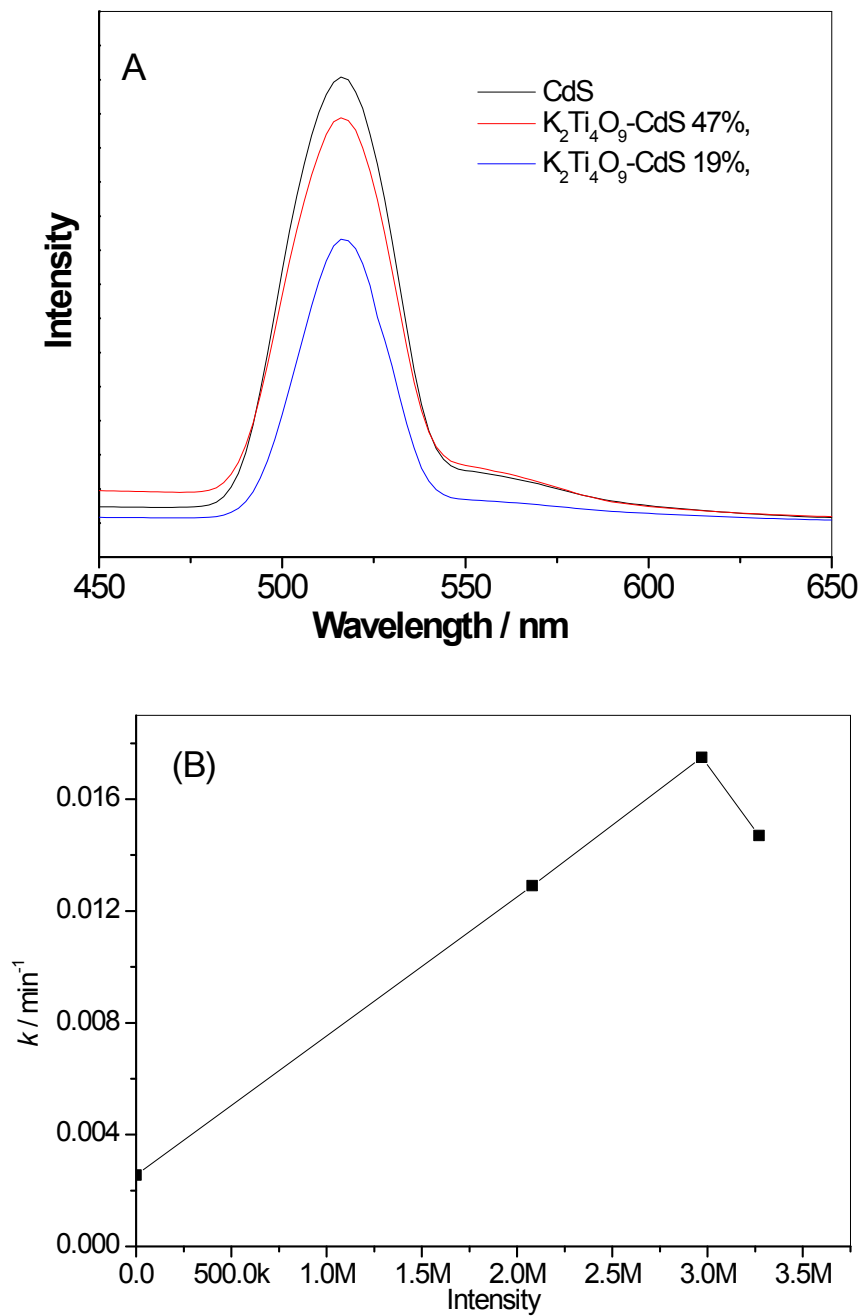 A
CdS
K₂Ti₄O₉-CdS 47%,
K₂Ti₄O₉-CdS 19%,
Intensity
450 500 550 600 650
Wavelength / nm
(B)
0.016
0.012
0.008
0.004
0.000
k / min⁻¹
0.0 500.0k 1.0M 1.5M 2.0M 2.5M 3.0M 3.5M
Intensity